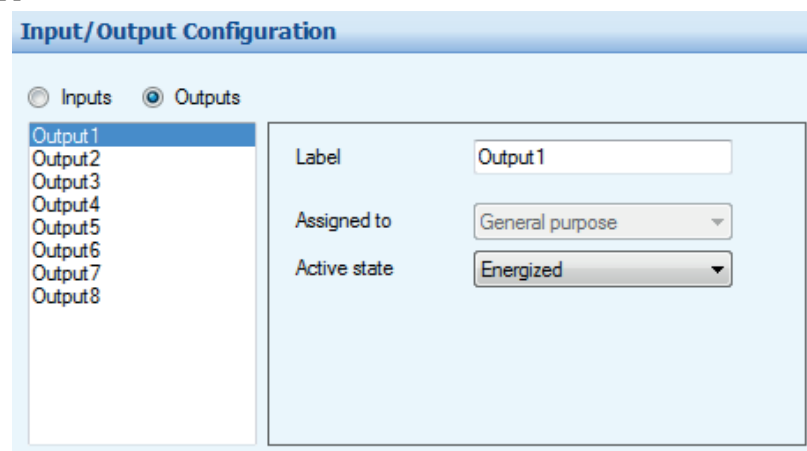 Input/Output Configuration
Inputs Outputs
Output1
Output2
Output3
Output4
Output5
Output6
Output7
Output8
Label Output1
Assigned to General purpose
Active state Energized